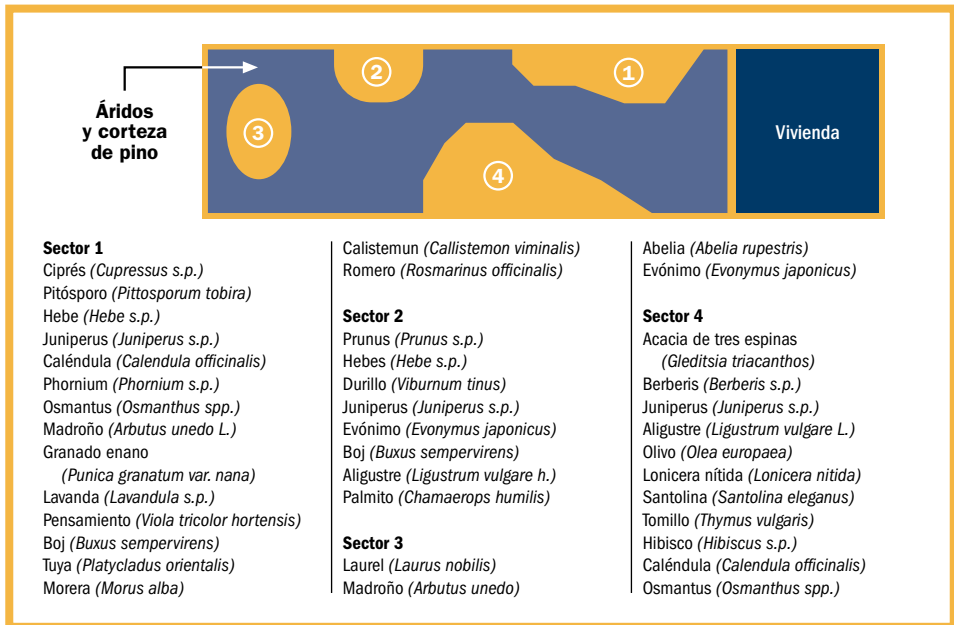 Áridos
y corteza
de pino
2
1
3
4
Vivienda
Sector 1
Ciprés (Cupressus s.p.)
Pitósporo (Pittosporum tobira)
Hebe (Hebe s.p.)
Juniperus (Juniperus s.p.)
Caléndula (Calendula officinalis)
Phornium (Phornium s.p.)
Osmantus (Osmanthus spp.)
Madroño (Arbutus unedo L.)
Granado enano
(Punica granatum var. nana)
Lavanda (Lavandula s.p.)
Pensamiento (Viola tricolor hortensis)
Boj (Buxus sempervirens)
Tuya (Platycladus orientalis)
Morera (Morus alba)
Calistemun (Callistemon viminalis)
Romero (Rosmarinus officinalis)
Sector 2
Prunus (Prunus s.p.)
Hebes (Hebe s.p.)
Durillo (Viburnum tinus)
Juniperus (Juniperus s.p.)
Evónimo (Evonymus japonicus)
Boj (Buxus sempervirens)
Aligustre (Ligustrum vulgare h.)
Palmito (Chamaerops humilis)
Sector 3
Laurel (Laurus nobilis)
Madroño (Arbutus unedo)
Abelia (Abelia rupestris)
Evónimo (Evonymus japonicus)
Sector 4
Acacia de tres espinas
(Gleditsia triacanthos)
Berberis (Berberis s.p.)
Juniperus (Juniperus s.p.)
Aligustre (Ligustrum vulgare L.)
Olivo (Olea europaea)
Lonicera nítida (Lonicera nitida)
Santolina (Santolina eleganus)
Tomillo (Thymus vulgaris)
Hibisco (Hibiscus s.p.)
Caléndula (Calendula officinalis)
Osmantus (Osmanthus spp.)